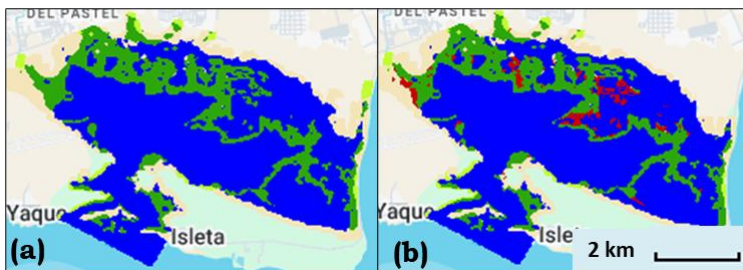 DEL PASTEL
Yaque
Isleta
(a)
DEL PASTEL
Yaque
Isle
(b)
2 km